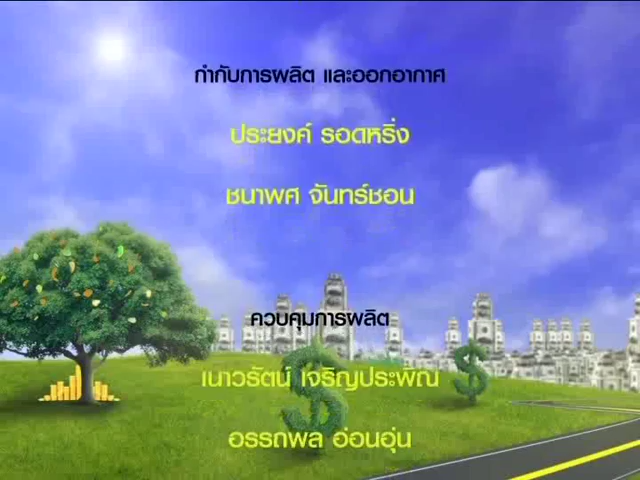 กำกับการผลิต และออกอากาศ
ประยงค์ รอดหริ่ง
ชนาพศ จันทร์ชอน
ควบคุมการผลิต
เนาวรัตน์ เจริญประพิณ
อรรถพล อ่อนอุ่น